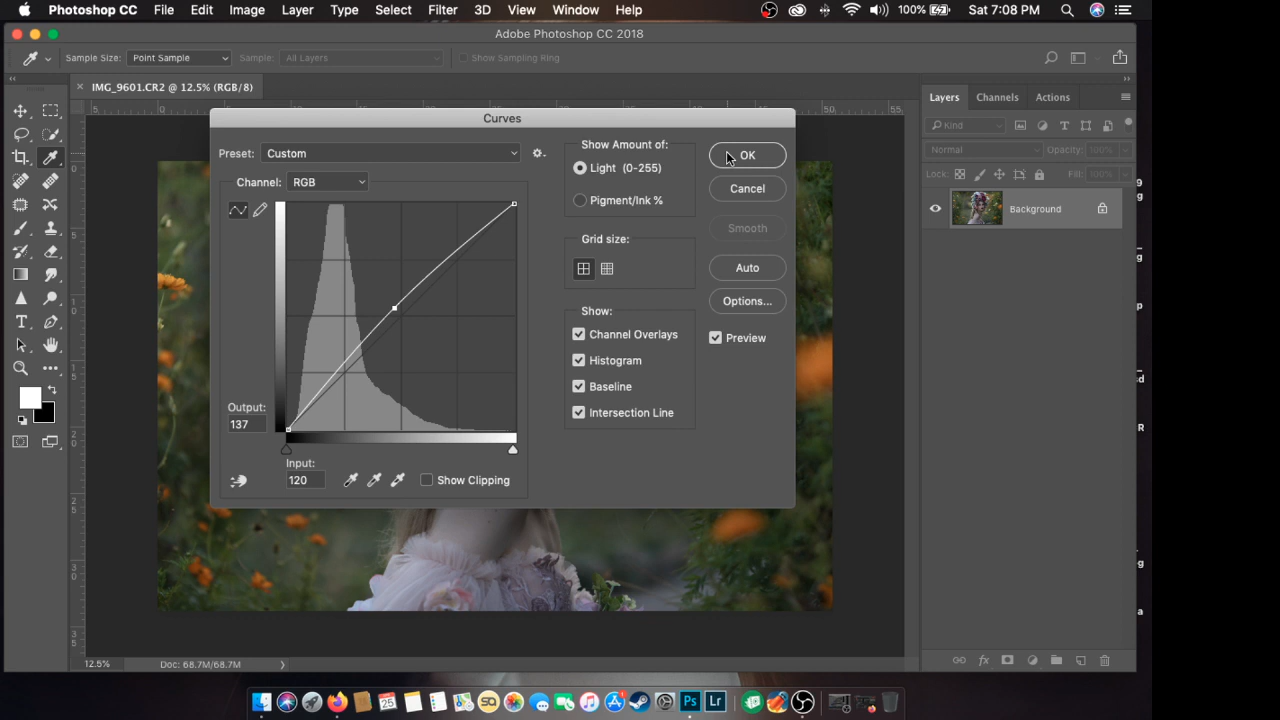 Photoshop CC File Edit Image Layer Type Select Filter 3D View Window Help 100% Sat 7:08 PM
Adobe Photoshop CC 2018
Sample Size: Point Sample Sample: All Layers Show Sampling Ring
× IMG_9601.CR2 @ 12.5% (RGB/8)
Layers Channels Actions
Kind
Normal Opacity: 100%
Lock: Fill: 100%
Background
Curves
Preset: Custom
Channel: RGB
Output:
137
Input:
120
Show Clipping
Show Amount of:
Light (0-255)
Pigment/Ink %
Grid size:
Show:
Channel Overlays
Histogram
Baseline
Intersection Line
OK
Cancel
Smooth
Auto
Options...
Preview
12.5% Doc: 68.7M/68.7M
25
Ps Lr